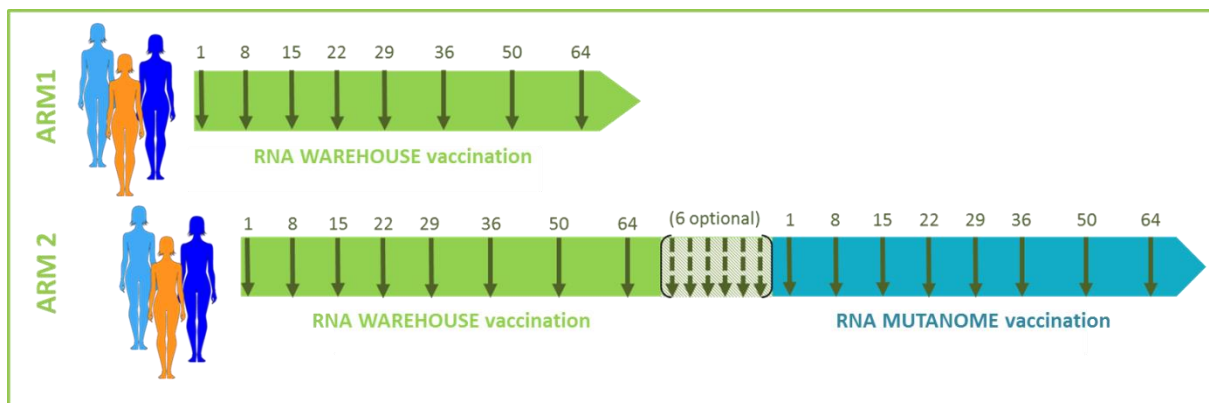 ARM1
1 8 15 22 29 36 50 64
RNA WAREHOUSE vaccination
ARM 2
1 8 15 22 29 36 50 64 (6 optional) 1 8 15 22 29 36 50 64
RNA WAREHOUSE vaccination RNA MUTANOME vaccination